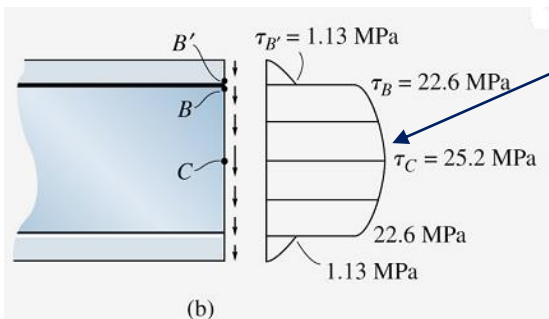 B′
τB′ = 1.13 MPa
B
τB = 22.6 MPa
C
τC = 25.2 MPa
22.6 MPa
1.13 MPa
(b)